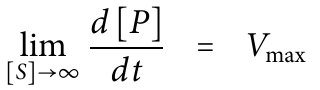 lim_{[S]→∞} d [P] / dt = V_max